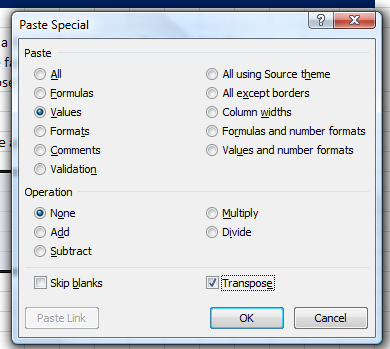 Paste Special
Paste
All
All using Source theme
Formulas
All except borders
Values
Column widths
Formats
Formulas and number formats
Comments
Values and number formats
Validation
Operation
None
Multiply
Add
Divide
Subtract
Skip blanks
Transpose
Paste Link
OK
Cancel